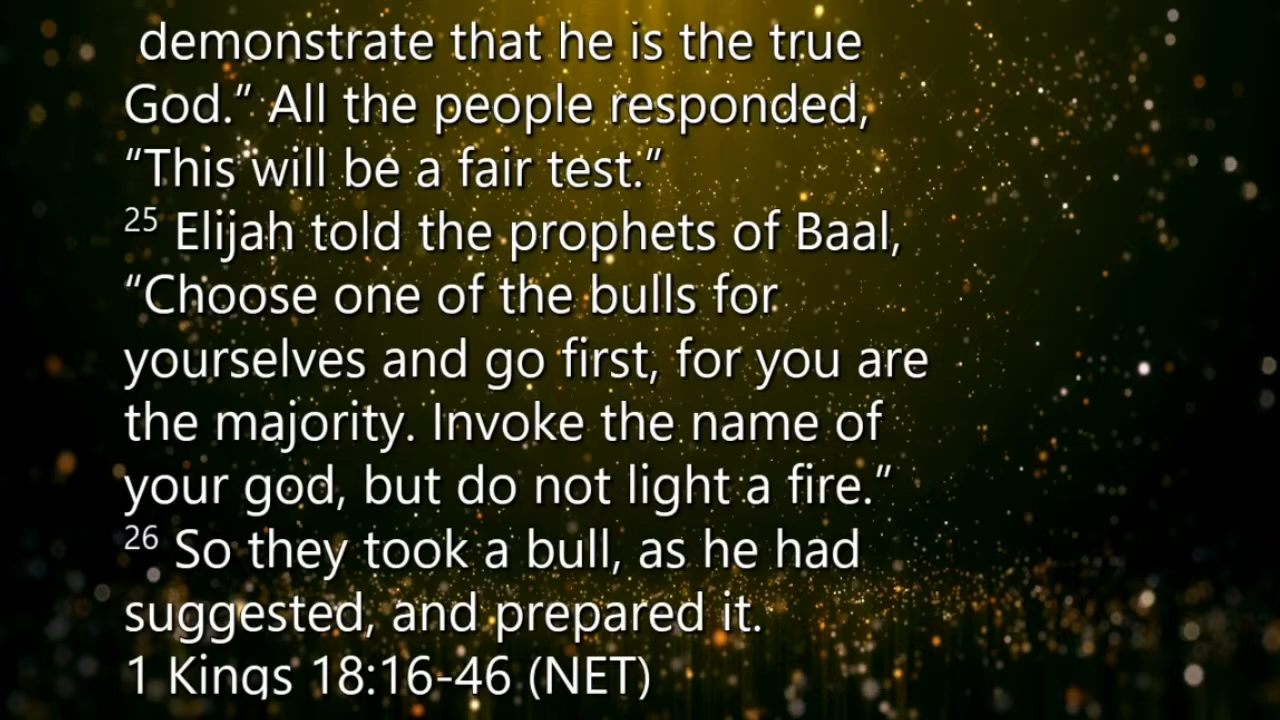 demonstrate that he is the true
God.” All the people responded,
“This will be a fair test.”
25 Elijah told the prophets of Baal,
“Choose one of the bulls for
yourselves and go first, for you are
the majority. Invoke the name of
your god, but do not light a fire.”
26 So they took a bull, as he had
suggested, and prepared it.
1 Kings 18:16-46 (NET)